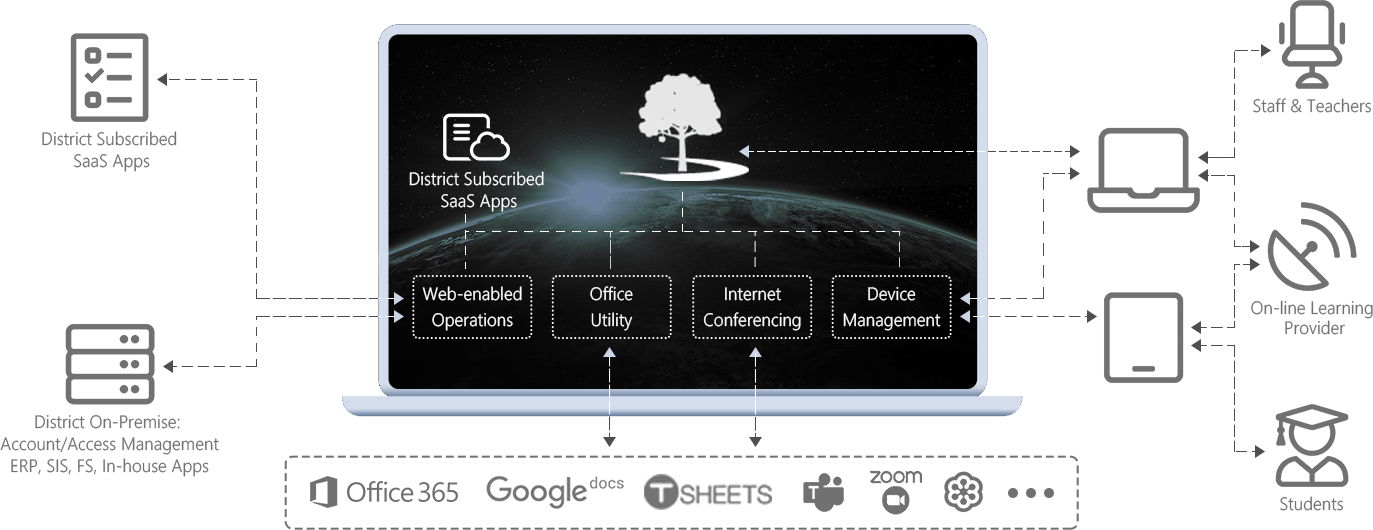 District Subscribed
SaaS Apps
District On-Premise:
Account/Access Management
ERP, SIS, FS, In-house Apps
District Subscribed
SaaS Apps
Web-enabled
Operations
Office
Utility
Internet
Conferencing
Device
Management
Office 365
Google docs
T SHEETS
T
zoom
Staff & Teachers
On-line Learning
Provider
Students